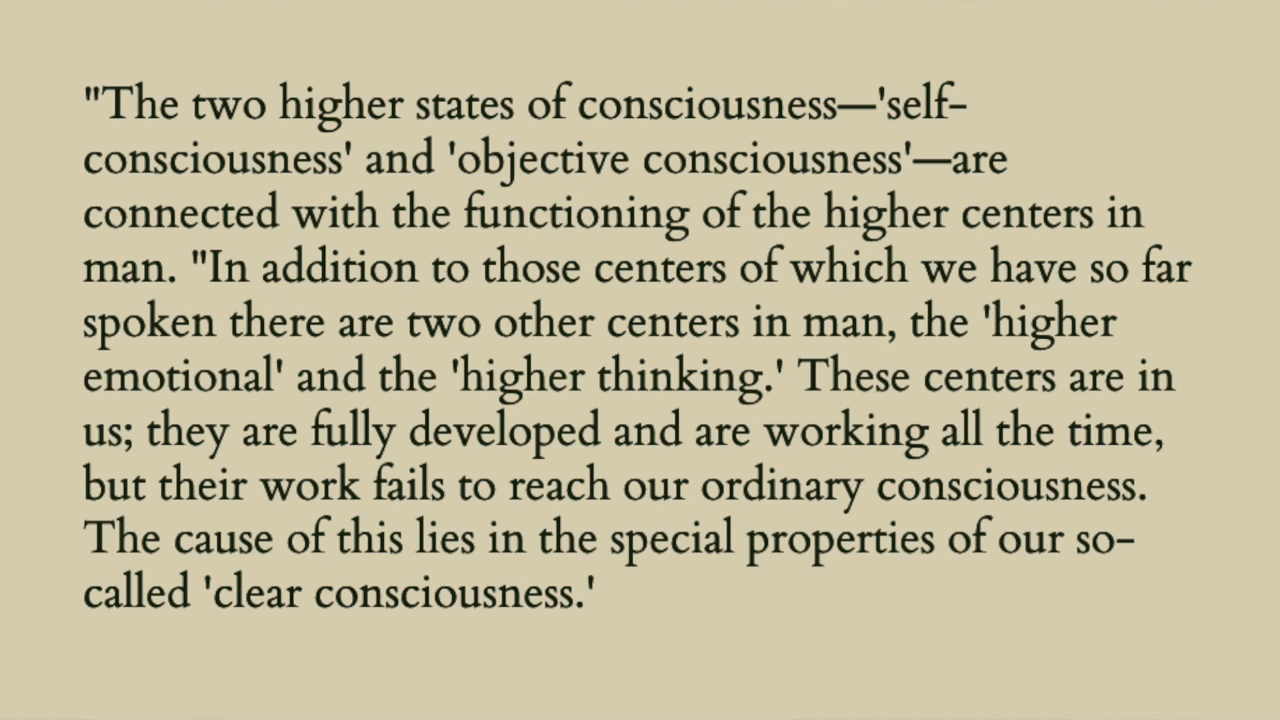 "The two higher states of consciousness—'self-
consciousness' and 'objective consciousness'—are
connected with the functioning of the higher centers in
man. "In addition to those centers of which we have so far
spoken there are two other centers in man, the 'higher
emotional' and the 'higher thinking.' These centers are in
us; they are fully developed and are working all the time,
but their work fails to reach our ordinary consciousness.
The cause of this lies in the special properties of our so-
called 'clear consciousness.'